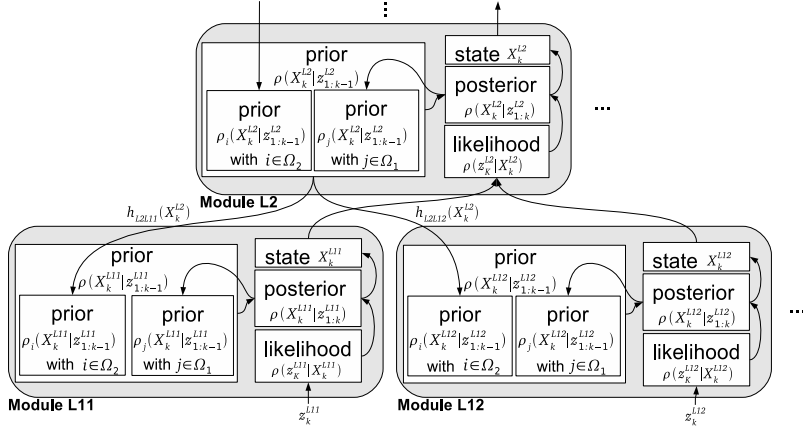 ⋮
...
prior
ρ(X_k^{L2}|z_{1:k−1}^{L2})
state X_k^{L2}
posterior
ρ(X_k^{L2}|z_{1:k}^{L2})
likelihood
ρ(z_K^{L2}|X_k^{L2})
prior
ρ_i(X_k^{L2}|z_{1:k−1}^{L2})
with i∈Ω_2
prior
ρ_j(X_k^{L2}|z_{1:k−1}^{L2})
with j∈Ω_1
...
Module L2
h_{L2L11}(X_k^{L2})
h_{L2L12}(X_k^{L2})
prior
ρ(X_k^{L11}|z_{1:k−1}^{L11})
state X_k^{L11}
posterior
ρ(X_k^{L11}|z_{1:k}^{L11})
likelihood
ρ(z_K^{L11}|X_k^{L11})
prior
ρ_i(X_k^{L11}|z_{1:k−1}^{L11})
with i∈Ω_2
prior
ρ_j(X_k^{L11}|z_{1:k−1}^{L11})
with j∈Ω_1
Module L11
z_k^{L11}
prior
ρ(X_k^{L12}|z_{1:k−1}^{L12})
state X_k^{L12}
posterior
ρ(X_k^{L12}|z_{1:k}^{L12})
likelihood
ρ(z_K^{L12}|X_k^{L12})
prior
ρ_i(X_k^{L12}|z_{1:k−1}^{L12})
with i∈Ω_2
prior
ρ_j(X_k^{L12}|z_{1:k−1}^{L12})
with j∈Ω_1
...
Module L12
z_k^{L12}